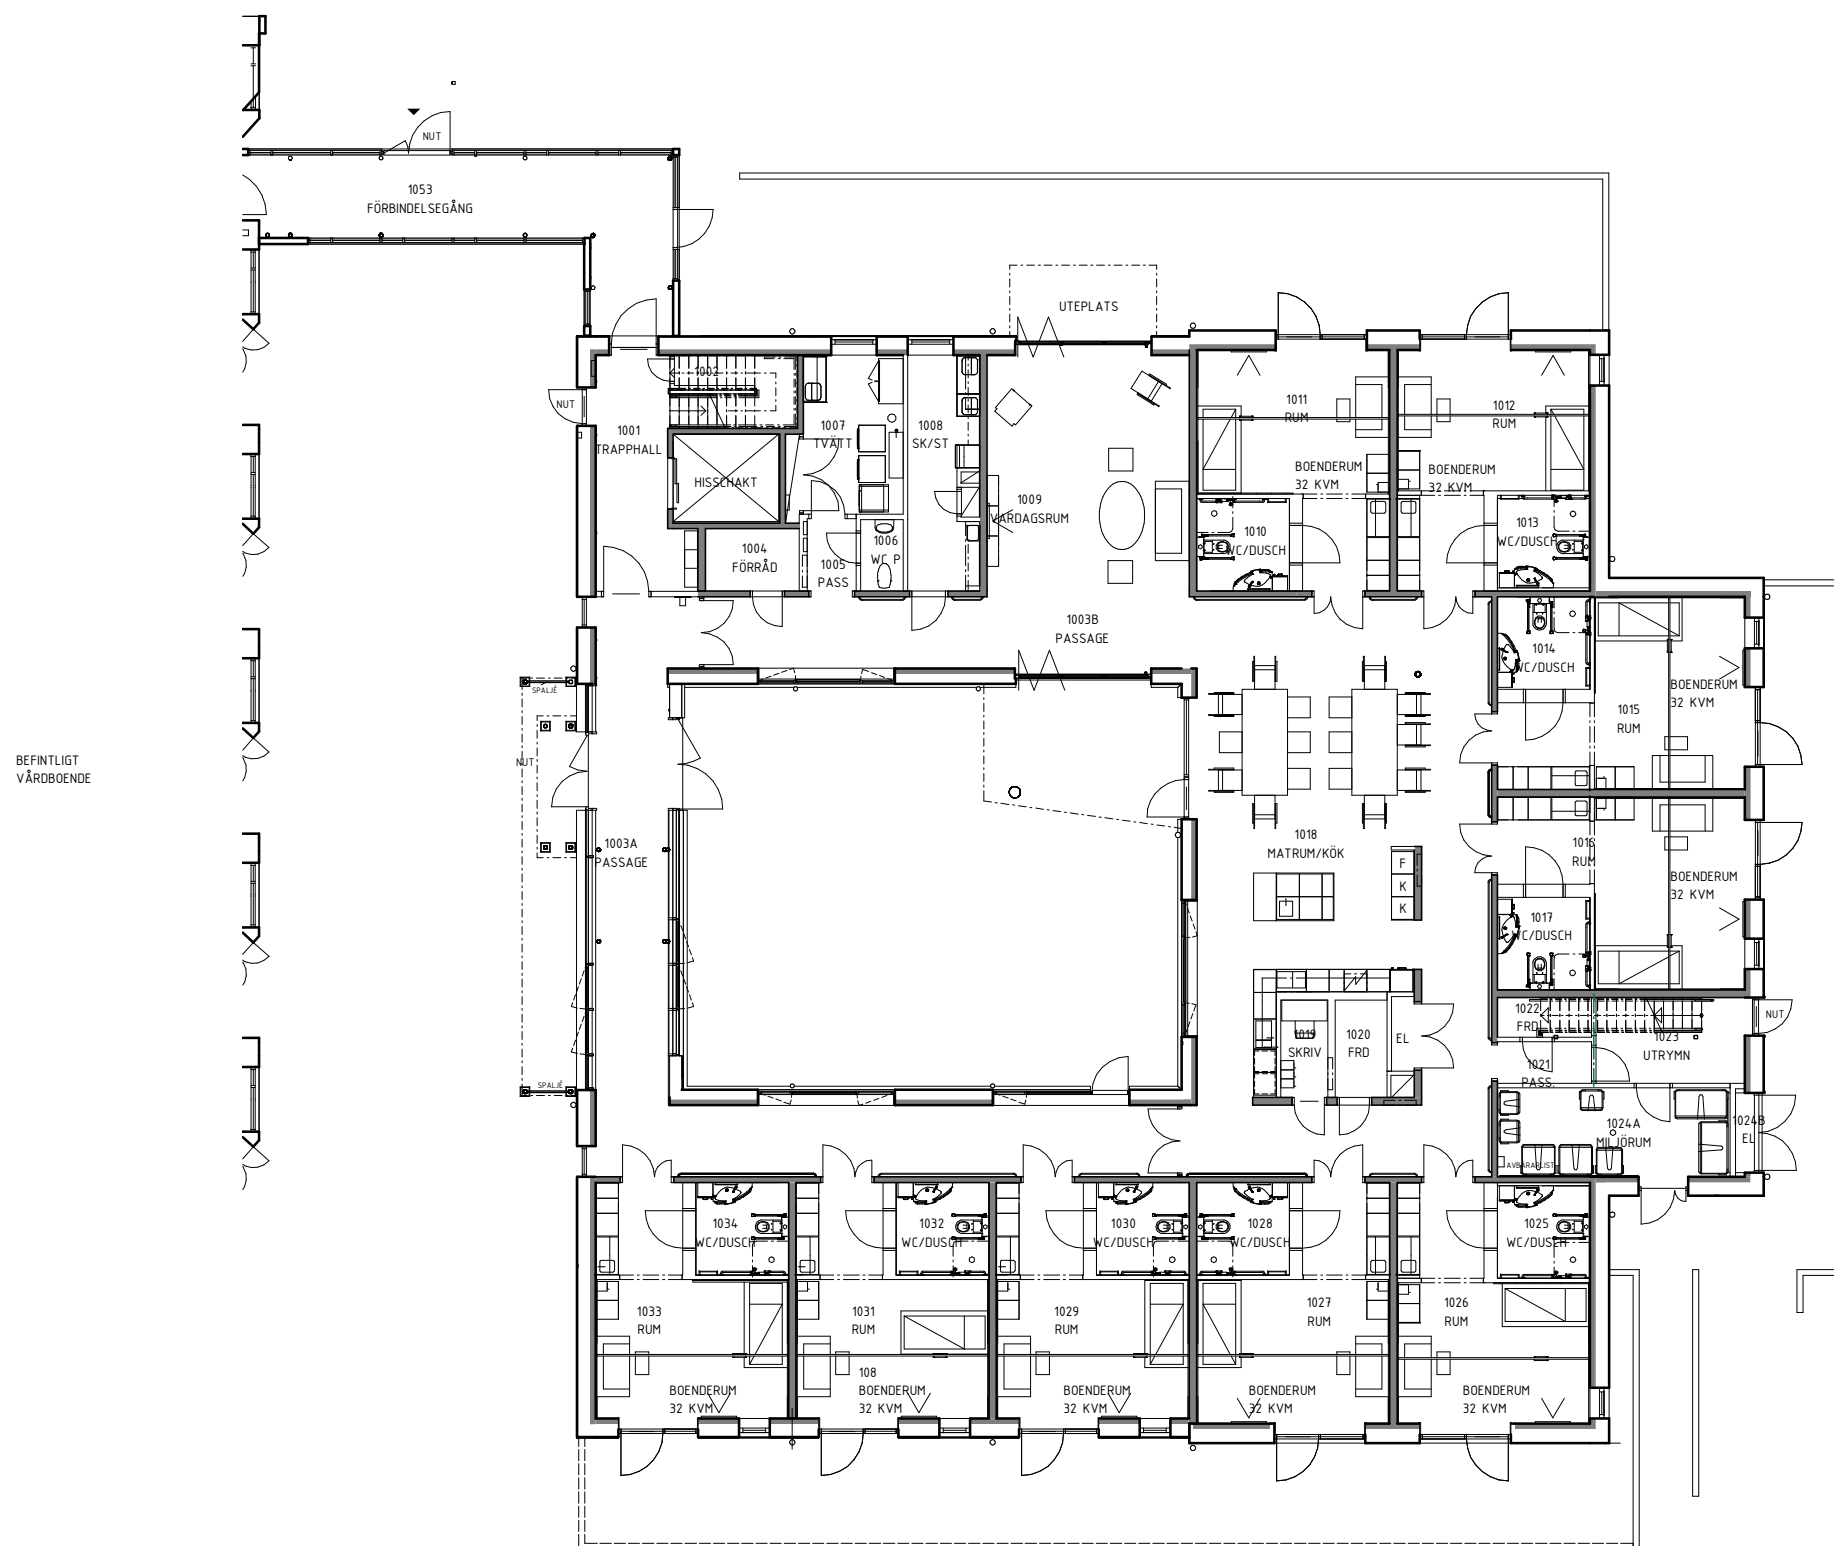 NUT
1053
FÖRBINDELSEGÅNG
UTEPLATS
1002
NUT
1001
TRAPPHALL
1007
TVÄTT
1008
SK/ST
HISSCHAKT
1009
VARDAGSRUM
1004
FÖRRÅD
1005
PASS
1006
WC P
1011
RUM
BOENDERUM
32 KVM
1012
RUM
BOENDERUM
32 KVM
1010
WC/DUSCH
1013
WC/DUSCH
1003B
PASSAGE
1014
WC/DUSCH
1015
RUM
BOENDERUM
32 KVM
SPALJÉ
NUT
BEFINTLIGT
VÅRDBOENDE
1003A
PASSAGE
1018
MATRUM/KÖK
F
K
K
1016
RUM
BOENDERUM
32 KVM
1017
WC/DUSCH
1022
FRD
1023
UTRYMN
NUT
1019
SKRIV
1020
FRD
EL
1021
PASS.
SPALJÉ
1024A
MILJÖRUM
1024B
EL
AVBÄRARLIST
1034
WC/DUSCH
1032
WC/DUSCH
1030
WC/DUSCH
1028
WC/DUSCH
1025
WC/DUSCH
1033
RUM
1031
RUM
1029
RUM
1027
RUM
1026
RUM
BOENDERUM
32 KVM
108
BOENDERUM
32 KVM
BOENDERUM
32 KVM
BOENDERUM
32 KVM
BOENDERUM
32 KVM